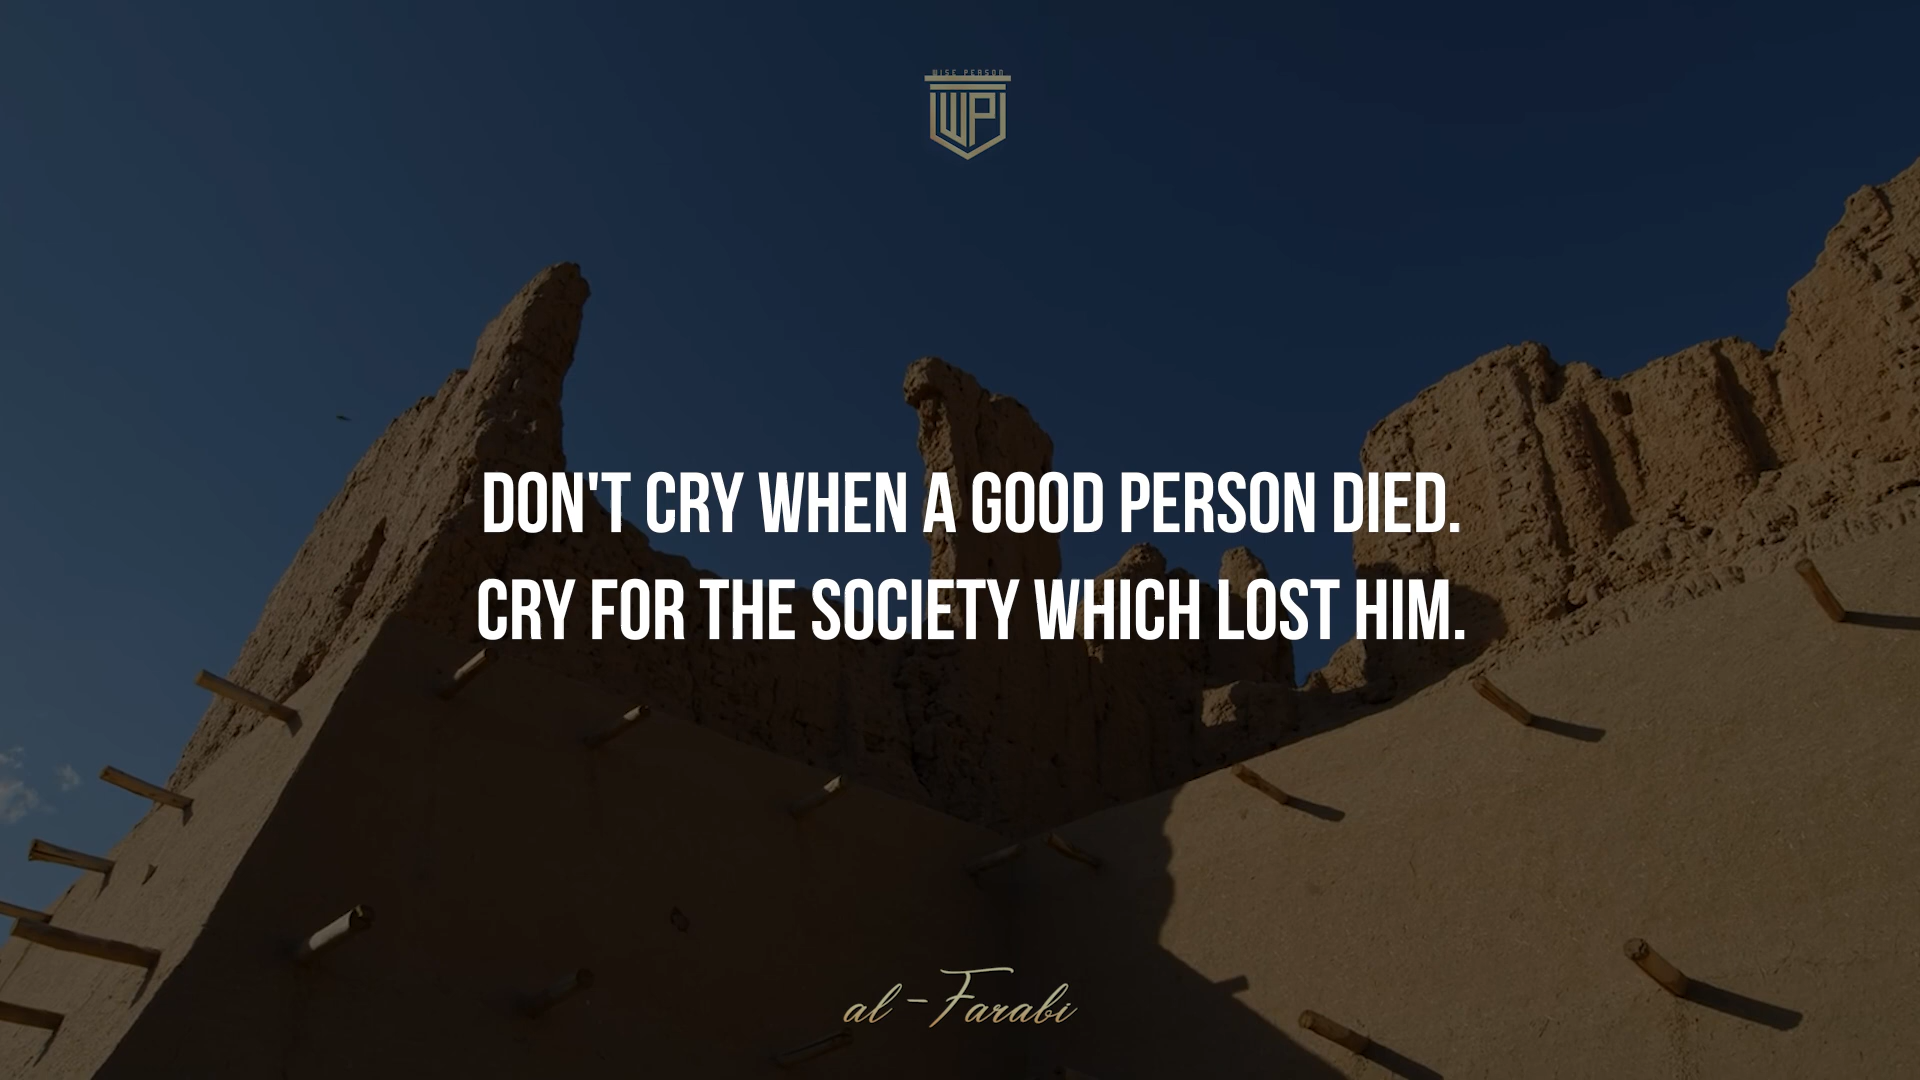 WISE PERSON
WP
DON'T CRY WHEN A GOOD PERSON DIED.
CRY FOR THE SOCIETY WHICH LOST HIM.
al-Farabi